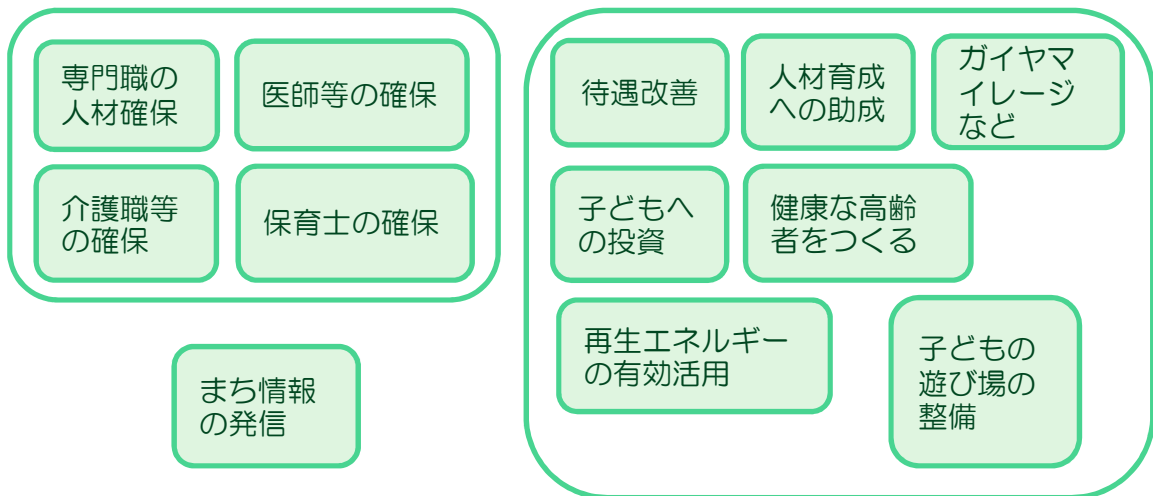 専門職の
人材確保
医師等の確保
介護職等
の確保
保育士の確保
まち情報
の発信
待遇改善
人材育成
への助成
ガイヤマ
イレージ
など
子どもへ
の投資
健康な高齢
者をつくる
再生エネルギー
の有効活用
子どもの
遊び場の
整備